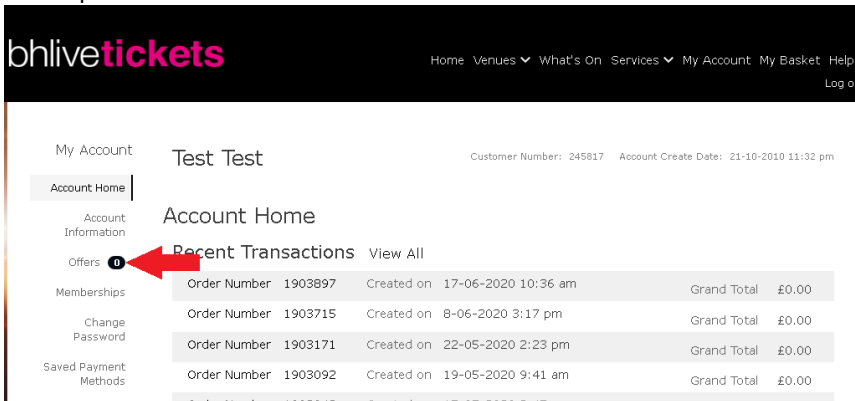 bhlivetickets
Home Venues What's On Services My Account My Basket Help
Log o
My Account
Test Test
Customer Number: 245817 Account Create Date: 21-10-2010 11:32 pm
Account Home
Account
Information
Offers 0
Memberships
Change
Password
Saved Payment
Methods
Account Home
Recent Transactions View All
Order Number 1903897 Created on 17-06-2020 10:36 am Grand Total £0.00
Order Number 1903715 Created on 8-06-2020 3:17 pm Grand Total £0.00
Order Number 1903171 Created on 22-05-2020 2:23 pm Grand Total £0.00
Order Number 1903092 Created on 19-05-2020 9:41 am Grand Total £0.00